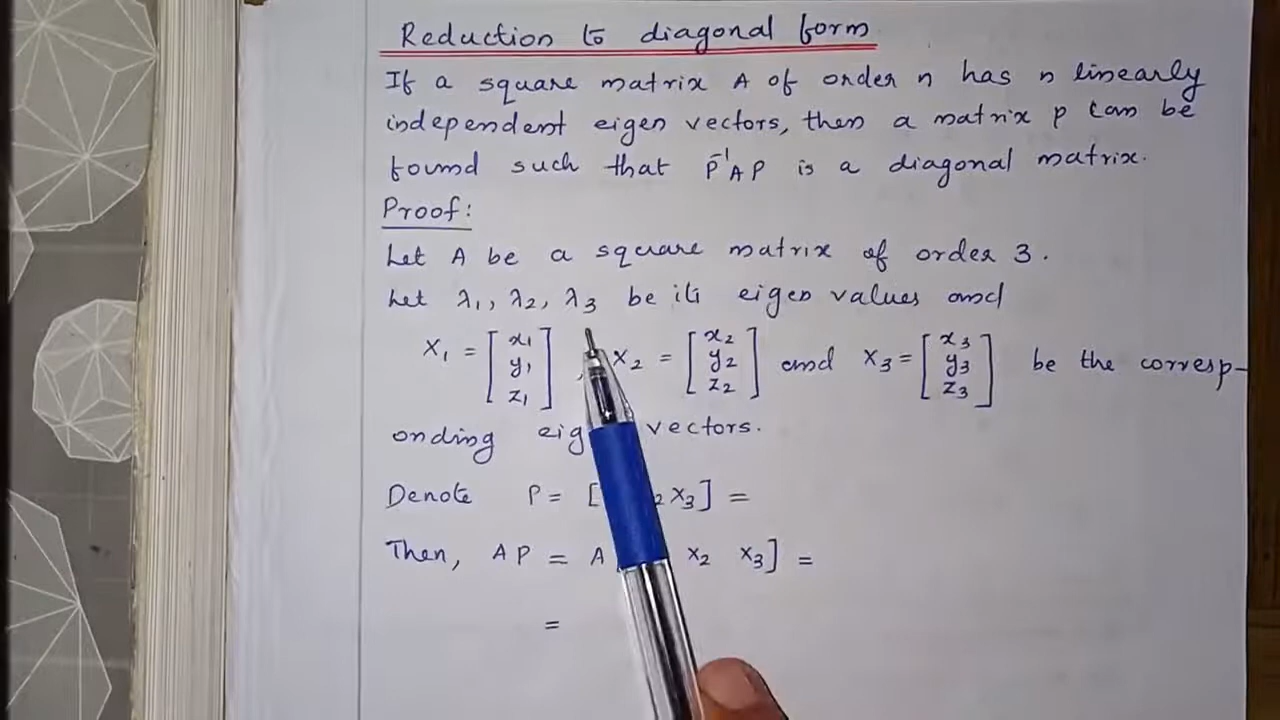 Reduction to diagonal form
If a square matrix A of order n has n linearly
independent eigen vectors, then a matrix P can be
found such that P⁻¹AP is a diagonal matrix.
Proof:
Let A be a square matrix of order 3.
Let λ₁, λ₂, λ₃ be its eigen values and
X₁ = [x₁ y₁ z₁], X₂ = [x₂ y₂ z₂] and X₃ = [x₃ y₃ z₃] be the corresp-
onding eig vectors.
Denote P = [ ₂ X₃] =
Then, AP = A X₂ X₃] =
=